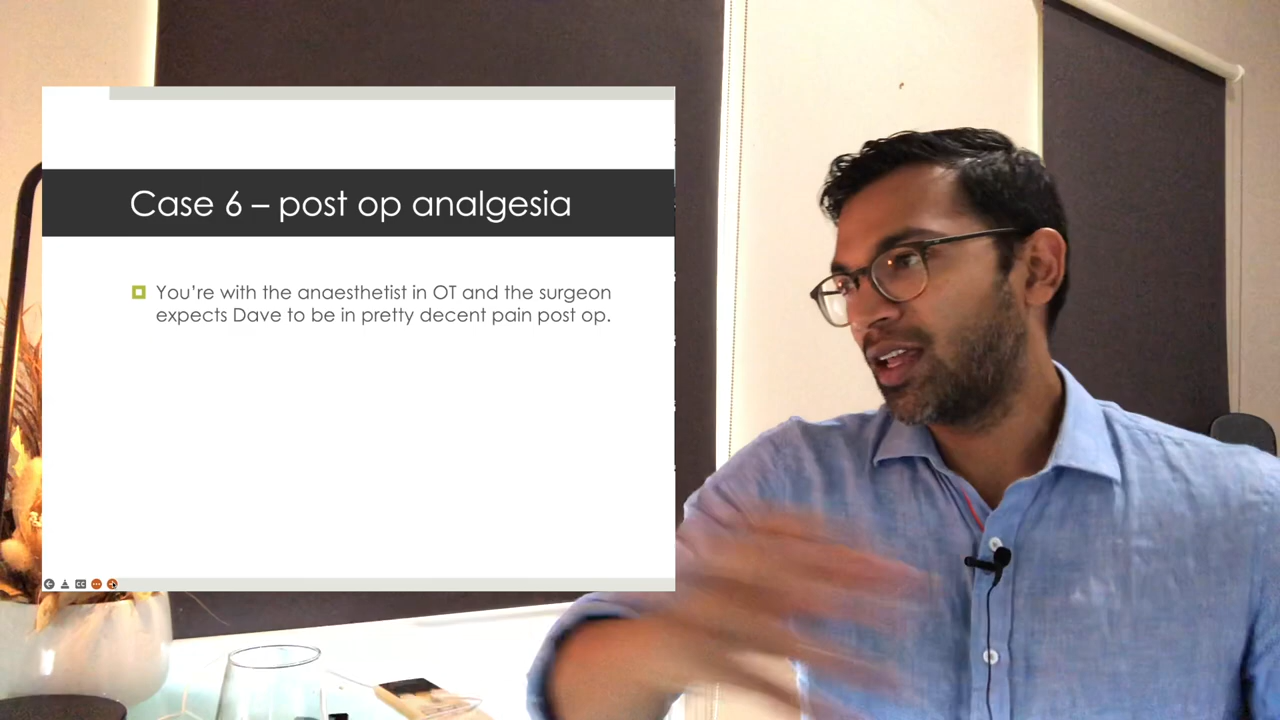 Case 6 – post op analgesia
You're with the anaesthetist in OT and the surgeon
expects Dave to be in pretty decent pain post op.